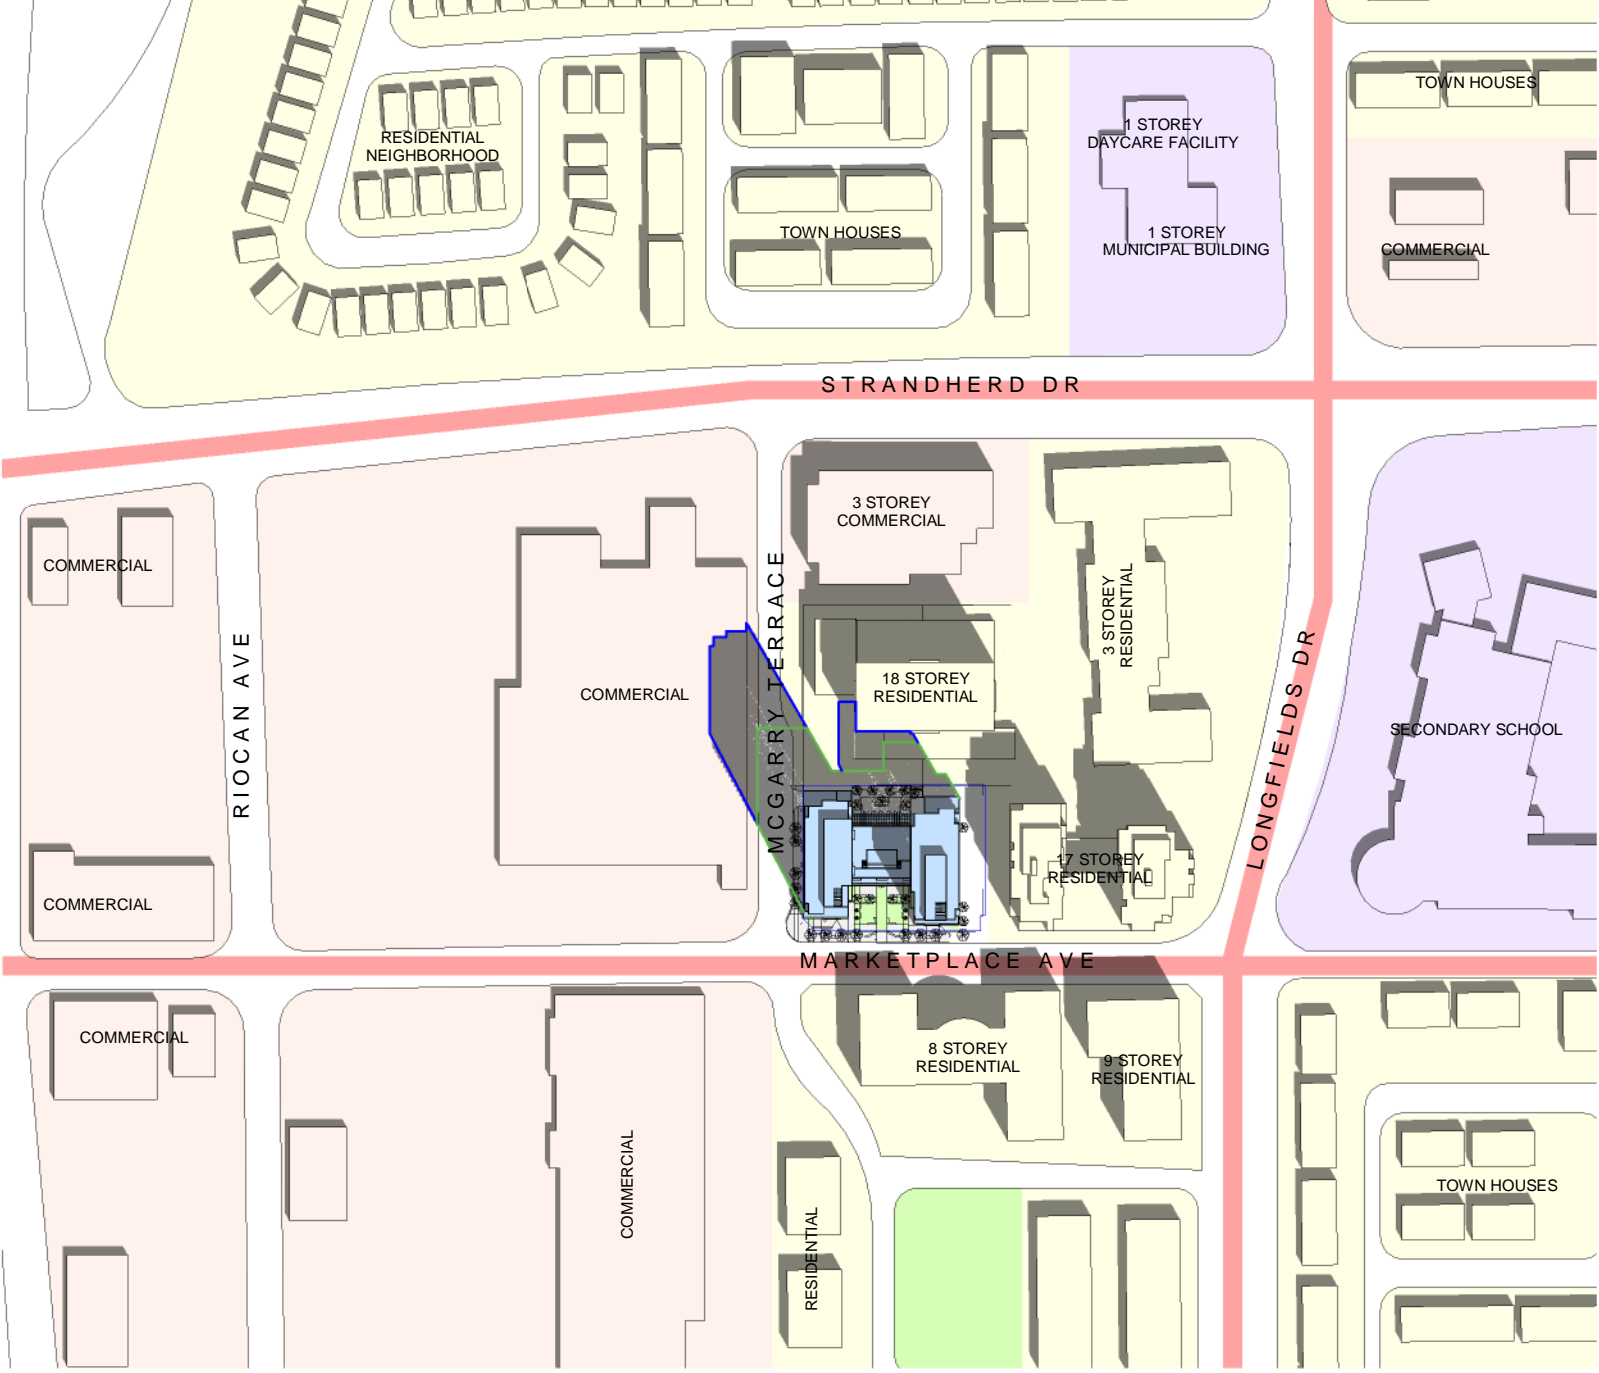 TOWN HOUSES
1 STOREY
DAYCARE FACILITY
RESIDENTIAL
NEIGHBORHOOD
TOWN HOUSES
1 STOREY
MUNICIPAL BUILDING
COMMERCIAL
STRANDHERD DR
3 STOREY
COMMERCIAL
COMMERCIAL
RIOCAN AVE
COMMERCIAL
MCGARRY TERRACE
18 STOREY
RESIDENTIAL
3 STOREY
RESIDENTIAL
LONGFIELDS DR
SECONDARY SCHOOL
17 STOREY
RESIDENTIAL
COMMERCIAL
MARKETPLACE AVE
COMMERCIAL
8 STOREY
RESIDENTIAL
9 STOREY
RESIDENTIAL
COMMERCIAL
RESIDENTIAL
TOWN HOUSES